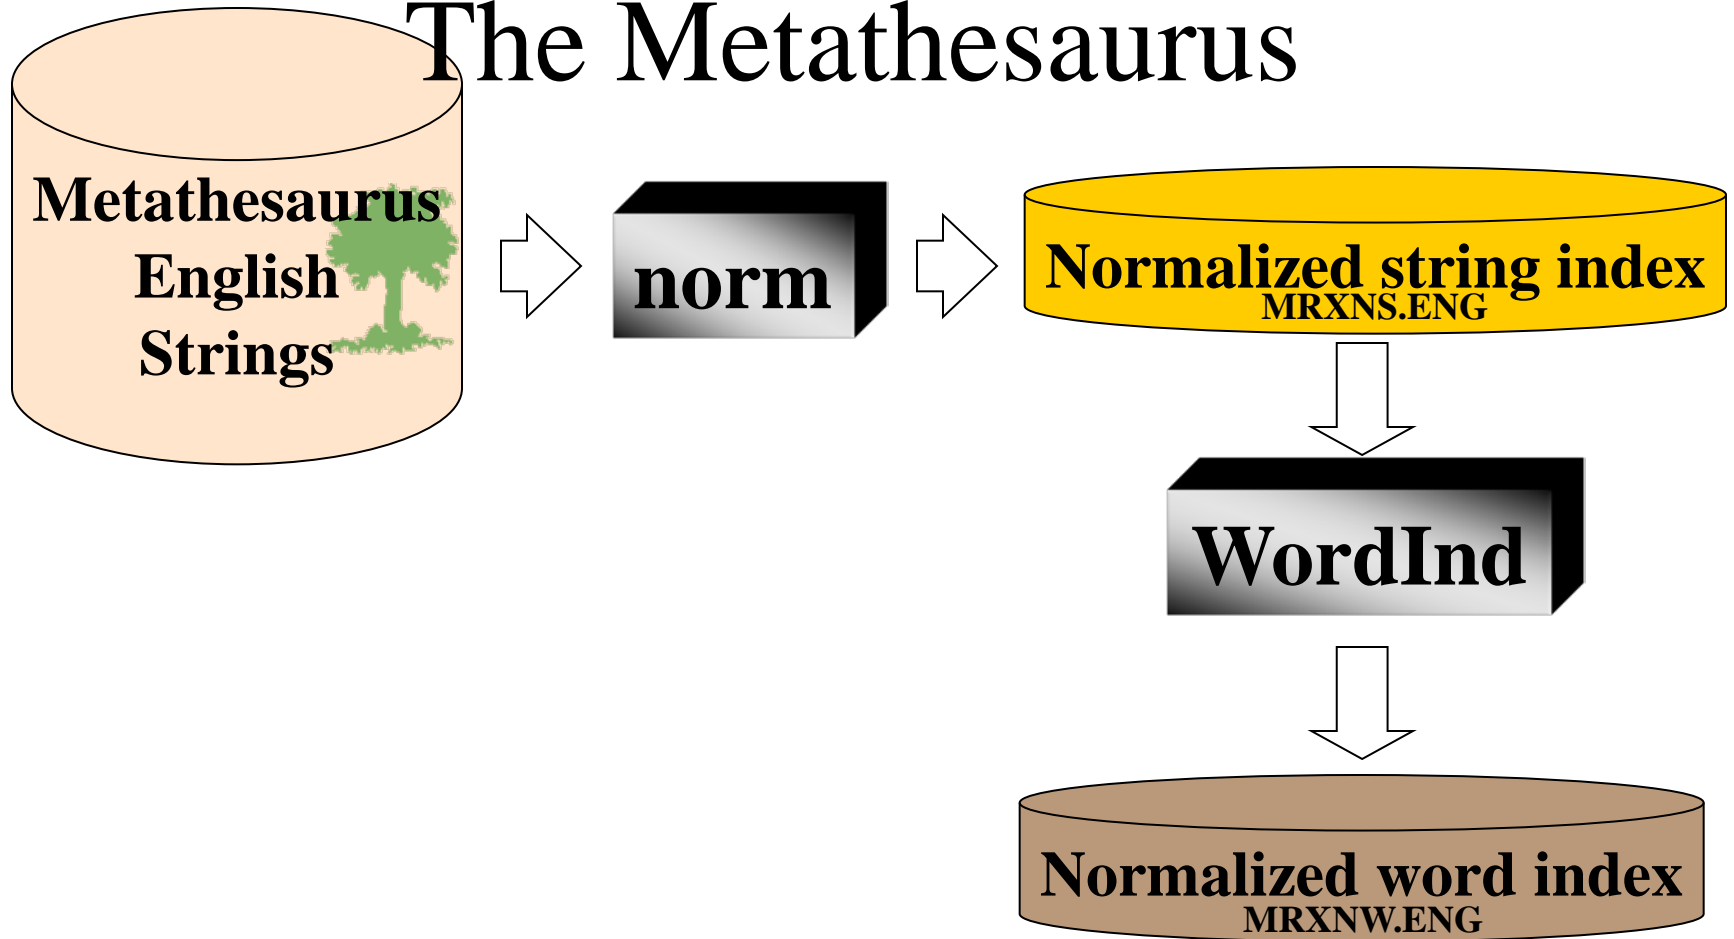 The Metathesaurus
Metathesaurus
English
Strings
norm
Normalized string index
MRXNS.ENG
WordInd
Normalized word index
MRXNW.ENG